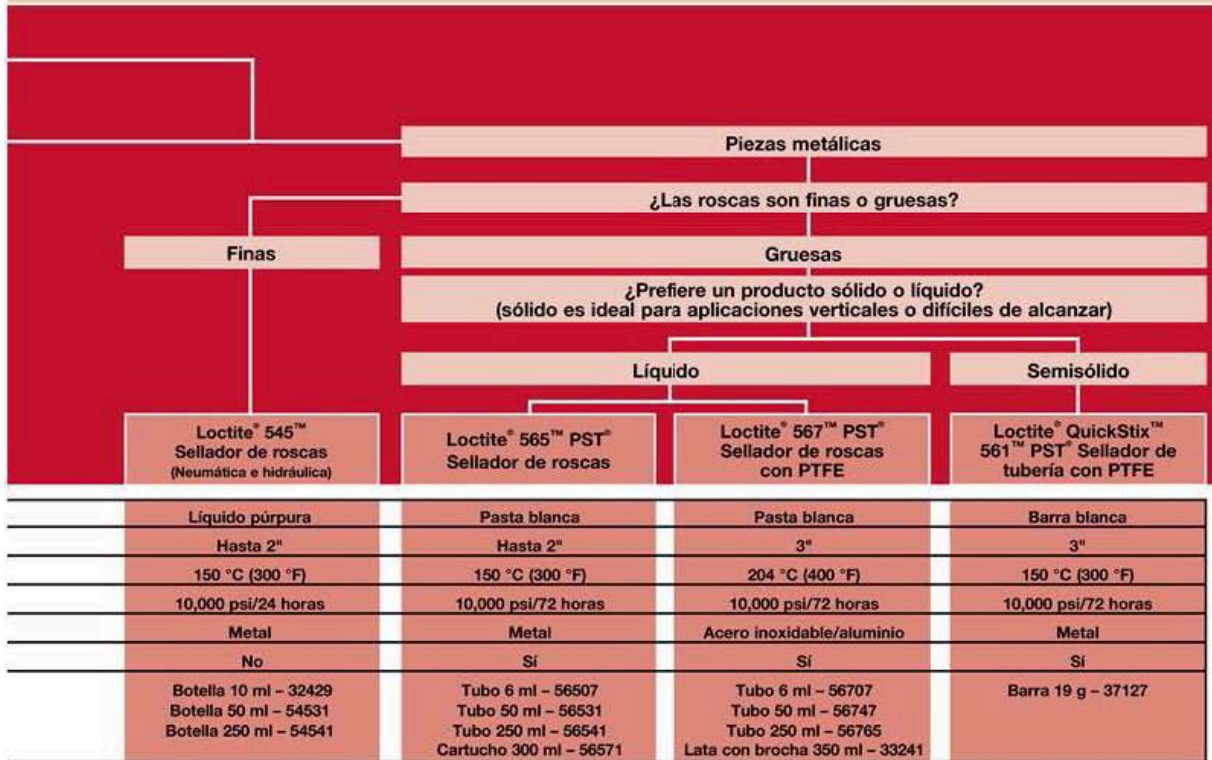 Piezas metálicas
¿Las roscas son finas o gruesas?
Finas
Gruesas
¿Prefiere un producto sólido o líquido?
(sólido es ideal para aplicaciones verticales o difíciles de alcanzar)
Líquido
Semisólido
Loctite® 545™
Sellador de roscas
(Neumática e hidráulica)
Loctite® 565™ PST®
Sellador de roscas
Loctite® 567™ PST®
Sellador de roscas
con PTFE
Loctite® QuickStix™
561™ PST® Sellador de
tubería con PTFE
Líquido púrpura Pasta blanca Pasta blanca Barra blanca
Hasta 2" Hasta 2" 3" 3"
150 °C (300 °F) 150 °C (300 °F) 204 °C (400 °F) 150 °C (300 °F)
10,000 psi/24 horas 10,000 psi/72 horas 10,000 psi/72 horas 10,000 psi/72 horas
Metal Metal Acero inoxidable/aluminio Metal
No Sí Sí Sí
Botella 10 ml – 32429 Tubo 6 ml – 56507 Tubo 6 ml – 56707 Barra 19 g – 37127
Botella 50 ml – 54531 Tubo 50 ml – 56531 Tubo 50 ml – 56747
Botella 250 ml – 54541 Tubo 250 ml – 56541 Tubo 250 ml – 56765
Cartucho 300 ml – 56571 Lata con brocha 350 ml – 33241